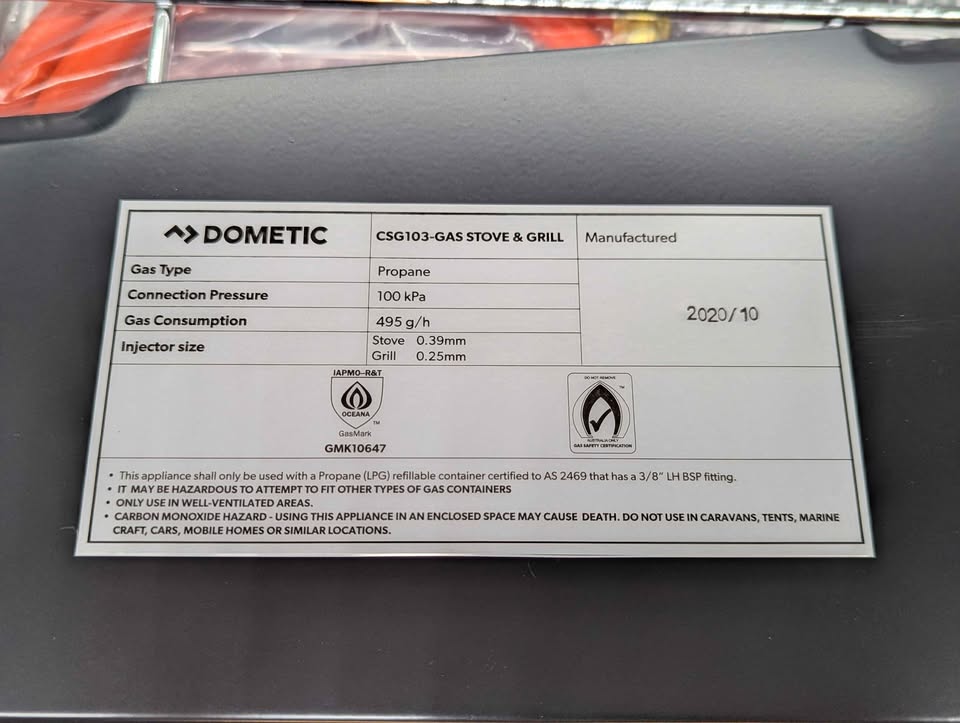 DOMETIC
CSG103-GAS STOVE & GRILL
Manufactured
Gas Type
Propane
Connection Pressure
100 kPa
Gas Consumption
495 g/h
2020/10
Injector size
Stove 0.39mm
Grill 0.25mm
IAPMO-R&T
OCEANA
TM
GasMark
GMK10647
DO NOT REMOVE
TM
AUSTRALIA ONLY
GAS SAFETY CERTIFICATION
• This appliance shall only be used with a Propane (LPG) refillable container certified to AS 2469 that has a 3/8" LH BSP fitting.
• IT MAY BE HAZARDOUS TO ATTEMPT TO FIT OTHER TYPES OF GAS CONTAINERS
• ONLY USE IN WELL-VENTILATED AREAS.
• CARBON MONOXIDE HAZARD - USING THIS APPLIANCE IN AN ENCLOSED SPACE MAY CAUSE DEATH. DO NOT USE IN CARAVANS, TENTS, MARINE
CRAFT, CARS, MOBILE HOMES OR SIMILAR LOCATIONS.